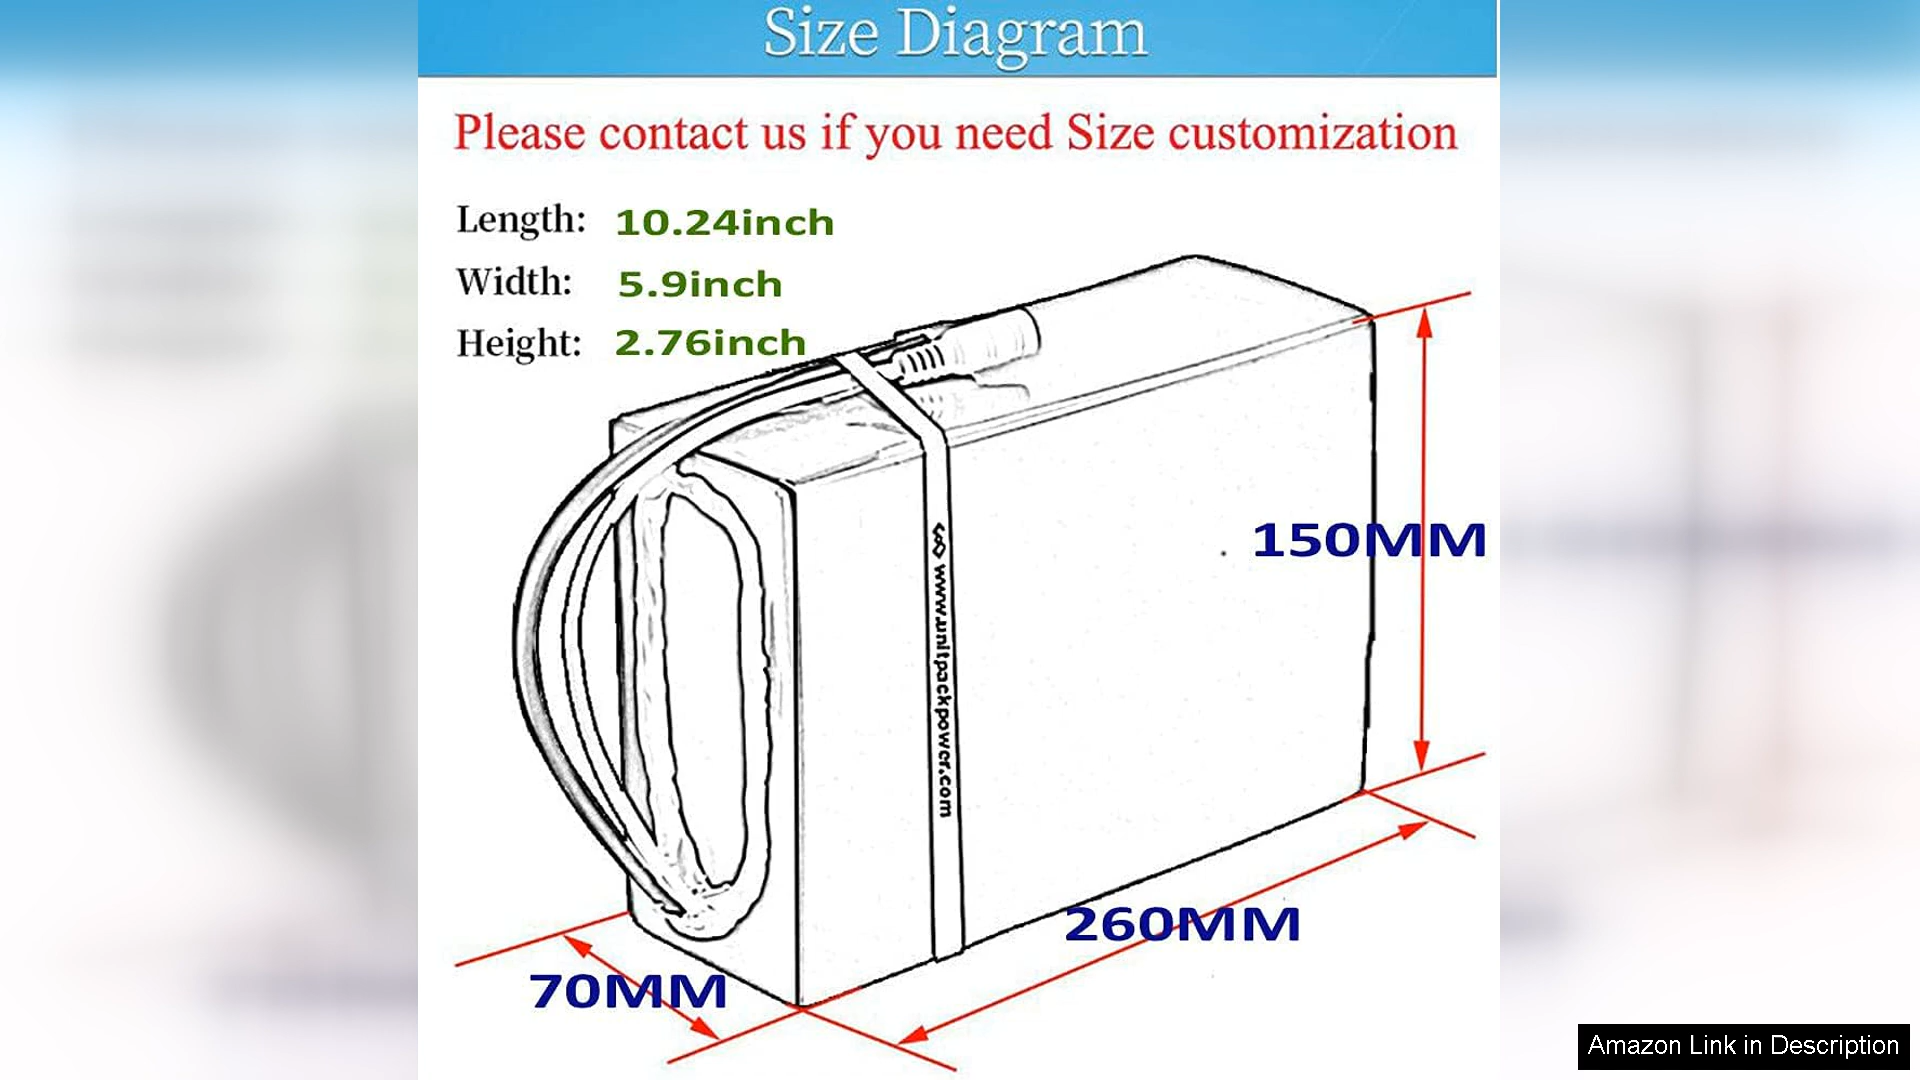 Size Diagram
Please contact us if you need Size customization
Length: 10.24inch
Width: 5.9inch
Height: 2.76inch
150MM
www.unitpackpower.com
260MM
70MM
Amazon Link in Description